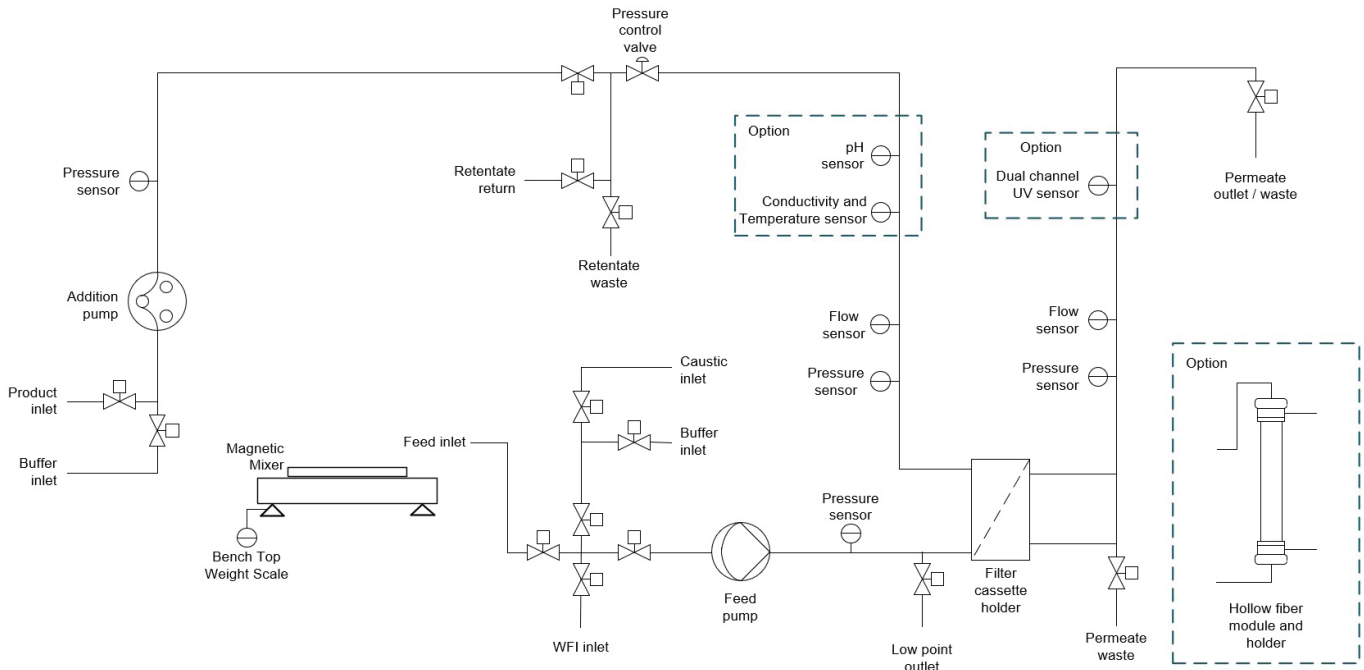 Pressure
control
valve
Option
pH
sensor
Conductivity and
Temperature sensor
Option
Dual channel
UV sensor
Permeate
outlet / waste
Pressure
sensor
Retentate
return
Retentate
waste
Addition
pump
Flow
sensor
Pressure
sensor
Flow
sensor
Pressure
sensor
Product
inlet
Buffer
inlet
Magnetic
Mixer
Bench Top
Weight Scale
Caustic
inlet
Feed inlet
Buffer
inlet
WFI inlet
Feed
pump
Pressure
sensor
Low point
outlet
Filter
cassette
holder
Permeate
waste
Option
Hollow fiber
module and
holder